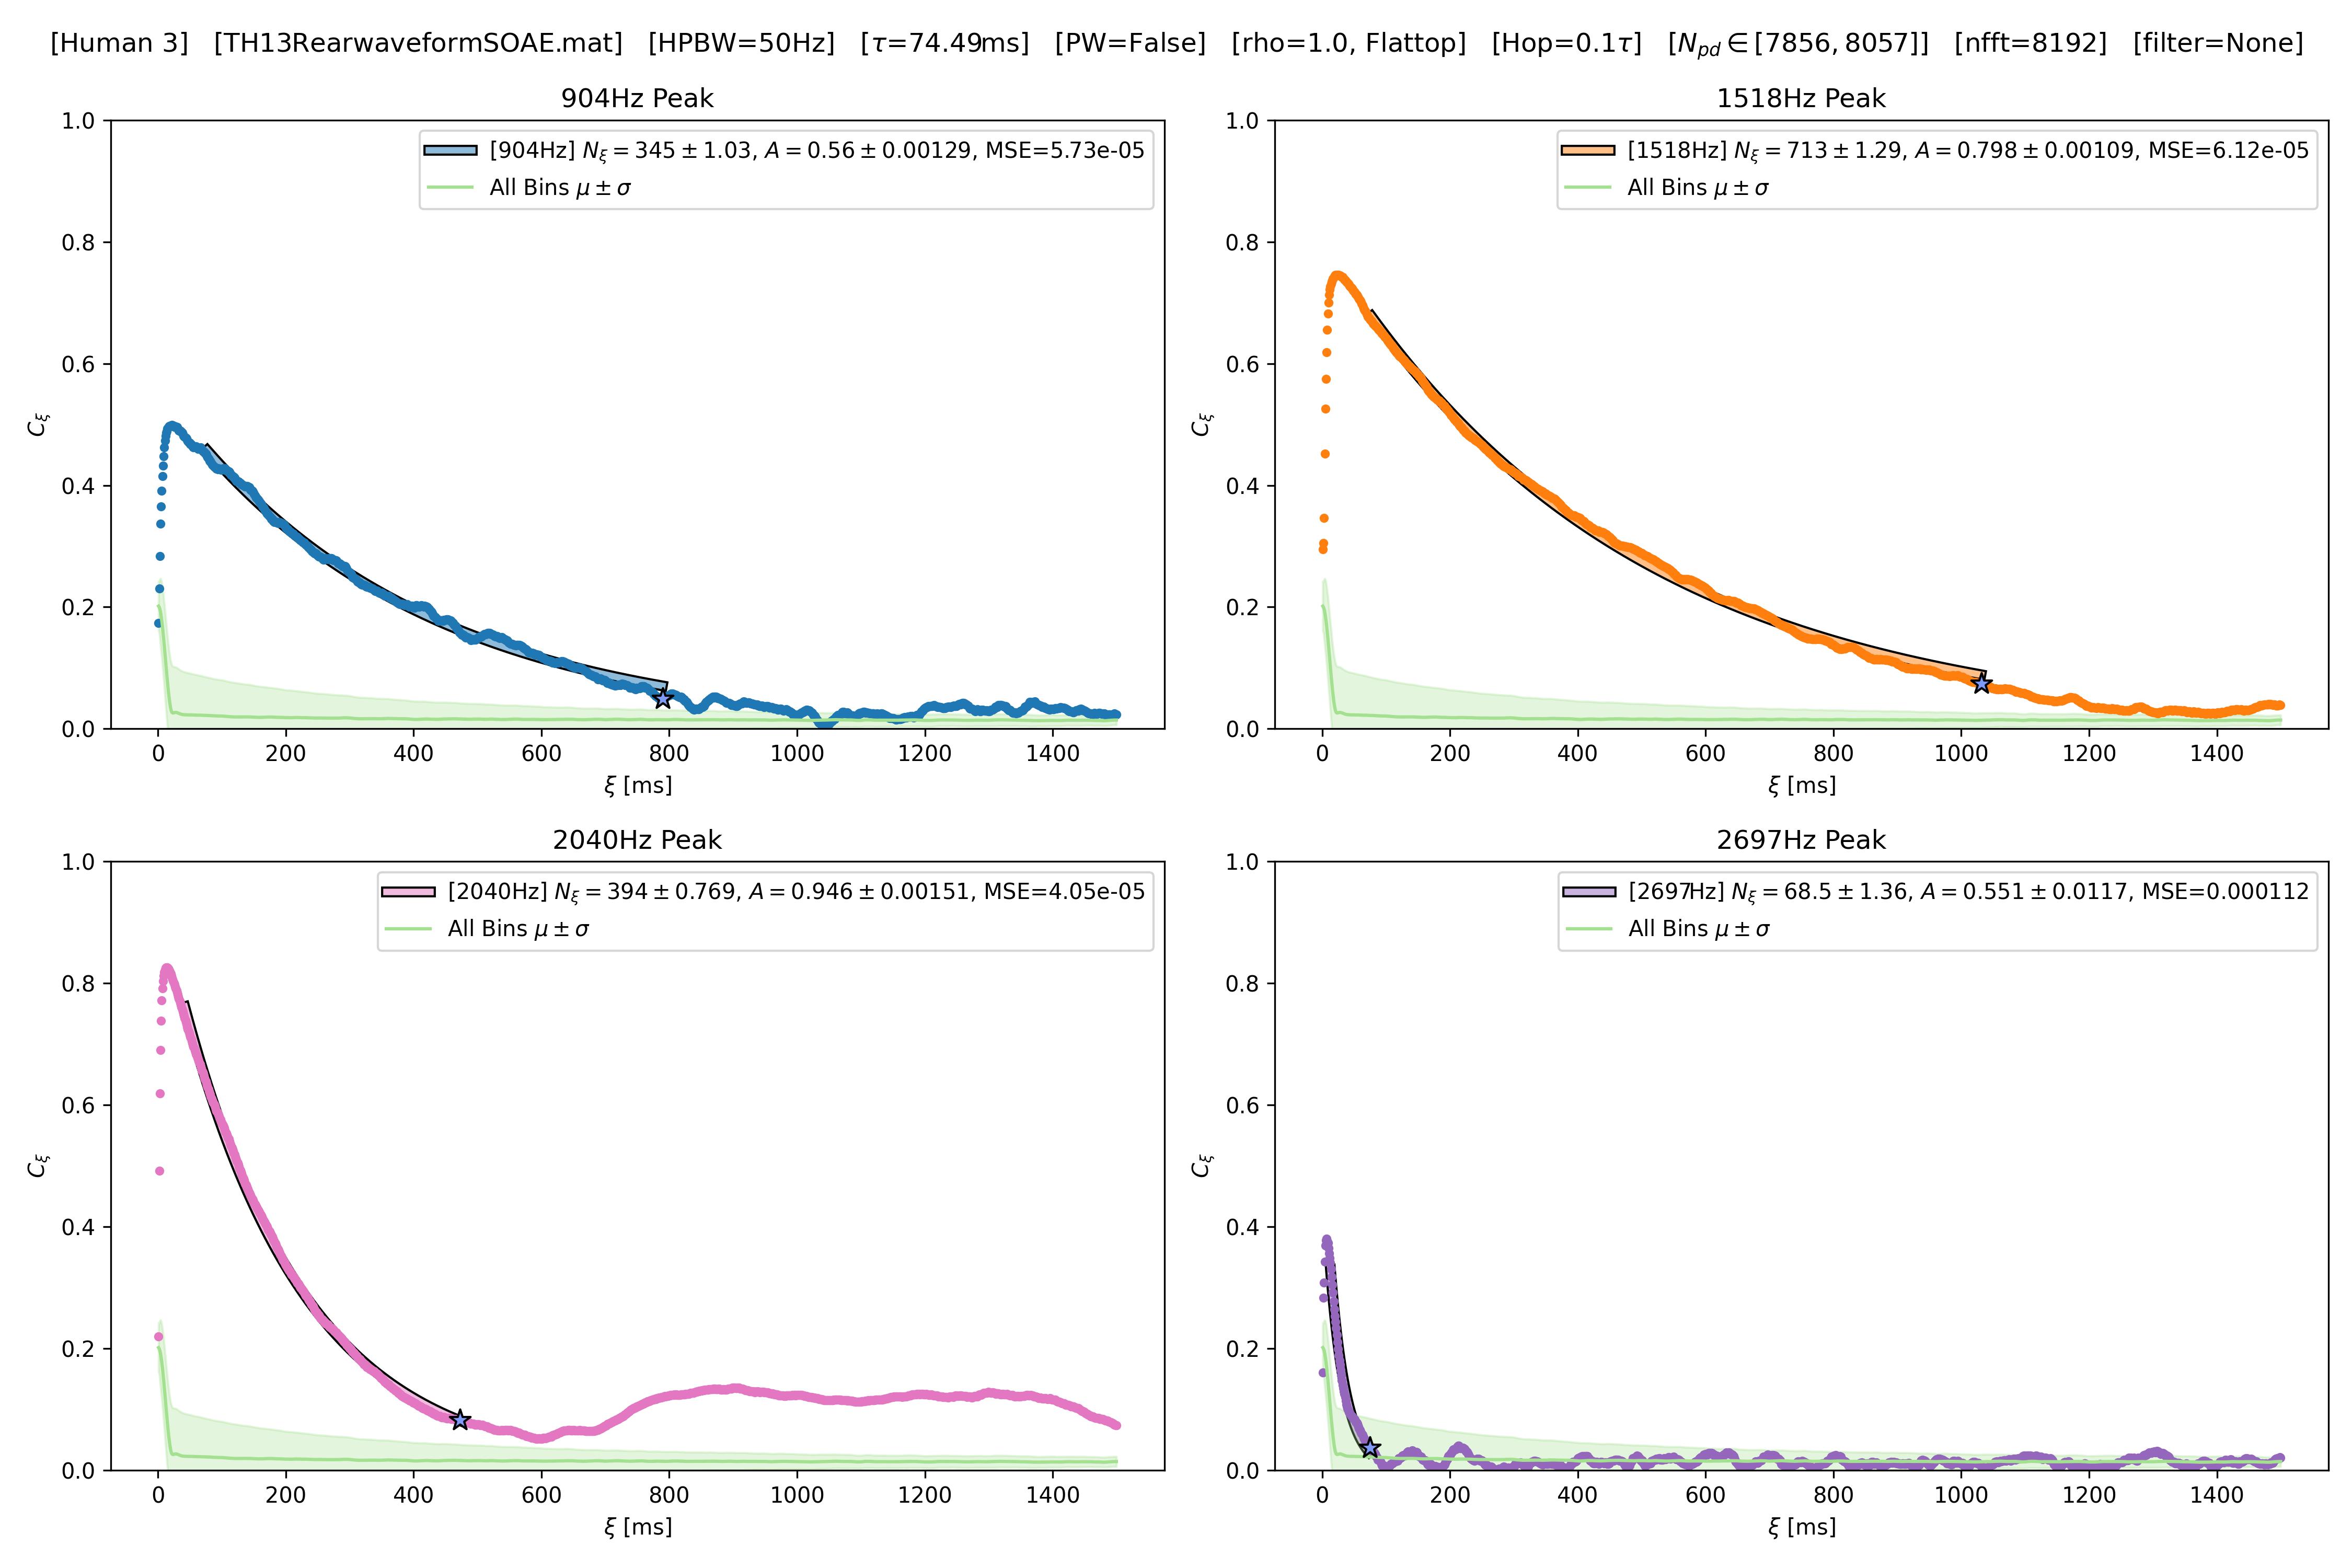 [Human 3] [TH13RearwaveformSOAE.mat] [HPBW=50Hz] [τ=74.49ms] [PW=False] [rho=1.0, Flattop] [Hop=0.1τ] [N_pd ∈ [7856, 8057]] [nfft=8192] [filter=None]
904Hz Peak
[904Hz] N_ξ = 345 ± 1.03, A = 0.56 ± 0.00129, MSE=5.73e-05
All Bins μ ± σ
1.0
0.8
0.6
0.4
0.2
0.0
C_ξ
0 200 400 600 800 1000 1200 1400
ξ [ms]
1518Hz Peak
[1518Hz] N_ξ = 713 ± 1.29, A = 0.798 ± 0.00109, MSE=6.12e-05
All Bins μ ± σ
1.0
0.8
0.6
0.4
0.2
0.0
C_ξ
0 200 400 600 800 1000 1200 1400
ξ [ms]
2040Hz Peak
[2040Hz] N_ξ = 394 ± 0.769, A = 0.946 ± 0.00151, MSE=4.05e-05
All Bins μ ± σ
1.0
0.8
0.6
0.4
0.2
0.0
C_ξ
0 200 400 600 800 1000 1200 1400
ξ [ms]
2697Hz Peak
[2697Hz] N_ξ = 68.5 ± 1.36, A = 0.551 ± 0.0117, MSE=0.000112
All Bins μ ± σ
1.0
0.8
0.6
0.4
0.2
0.0
C_ξ
0 200 400 600 800 1000 1200 1400
ξ [ms]